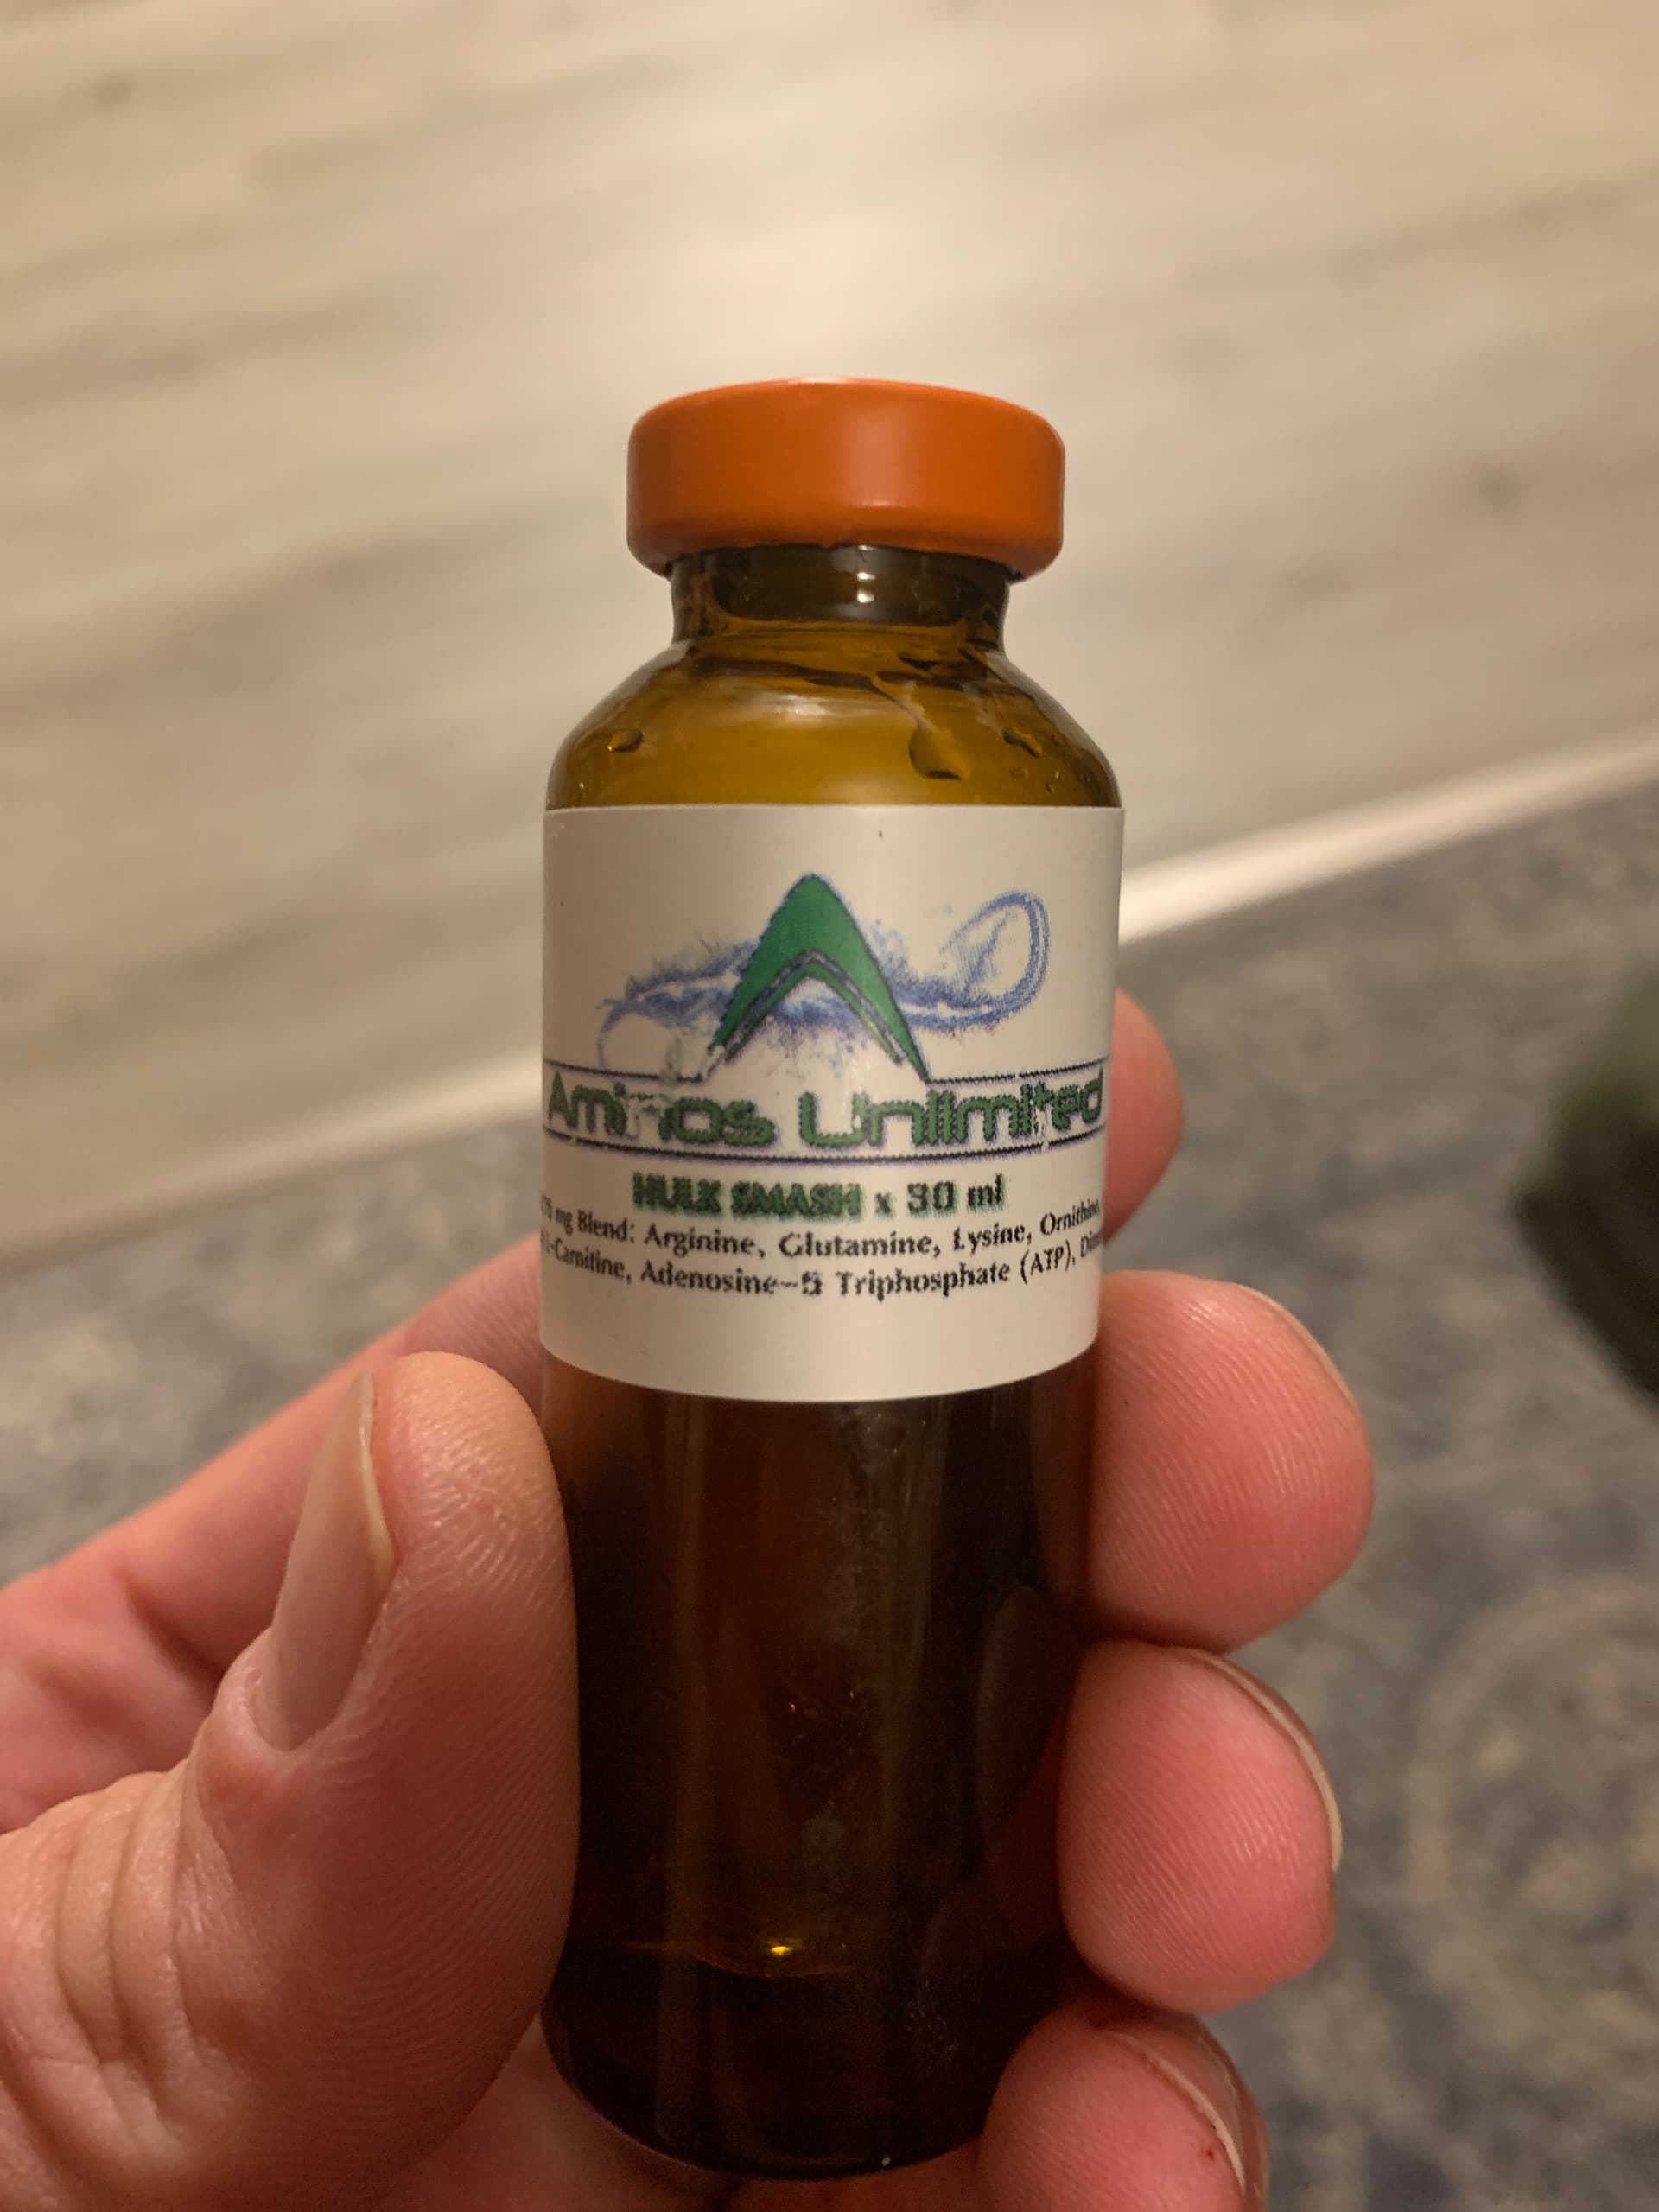 Aminos Unlimited
HULK SMASH x 30 ml
mg Blend: Arginine, Glutamine, Lysine, Ornithine,
L-Carnitine, Adenosine-5 Triphosphate (ATP),